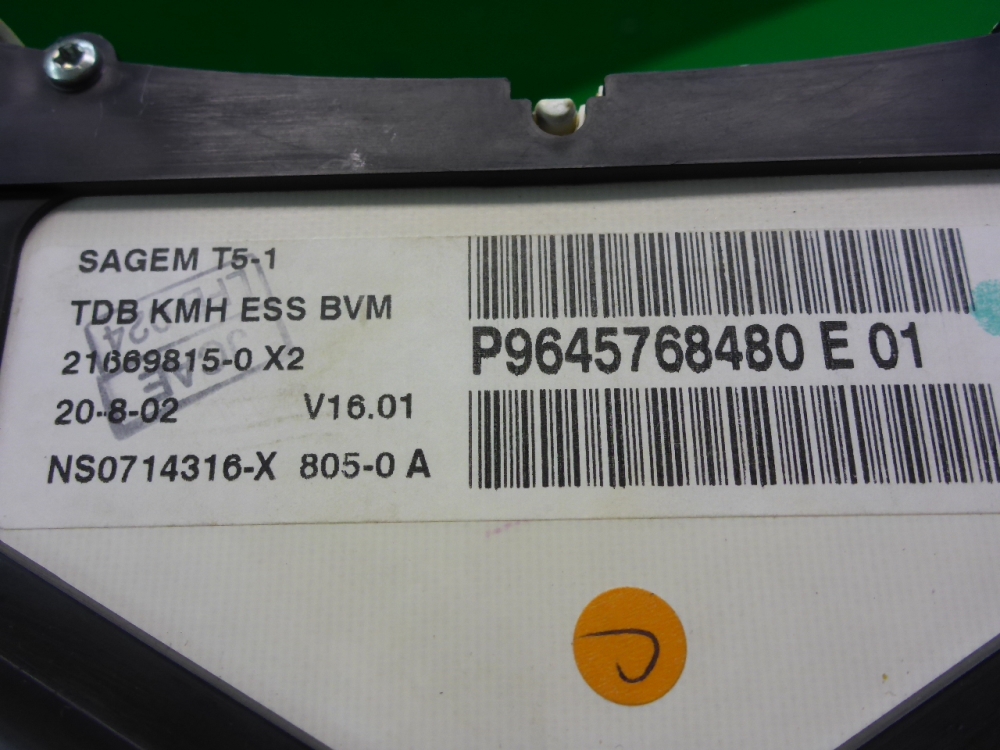 SAGEM T5-1
TDB KMH ESS BVM
21669815-0 X2
20-8-02 V16.01
NS0714316-X 805-0 A
P9645768480 E 01